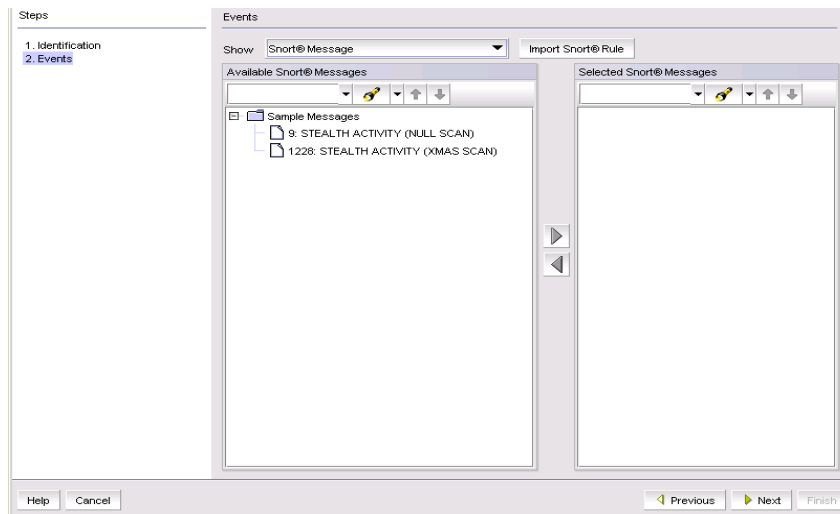 Steps
1. Identification
2. Events
Events
Show Snort® Message Import Snort® Rule
Available Snort® Messages
Sample Messages
9: STEALTH ACTIVITY (NULL SCAN)
1228: STEALTH ACTIVITY (XMAS SCAN)
Selected Snort® Messages
Help Cancel Previous Next Finish